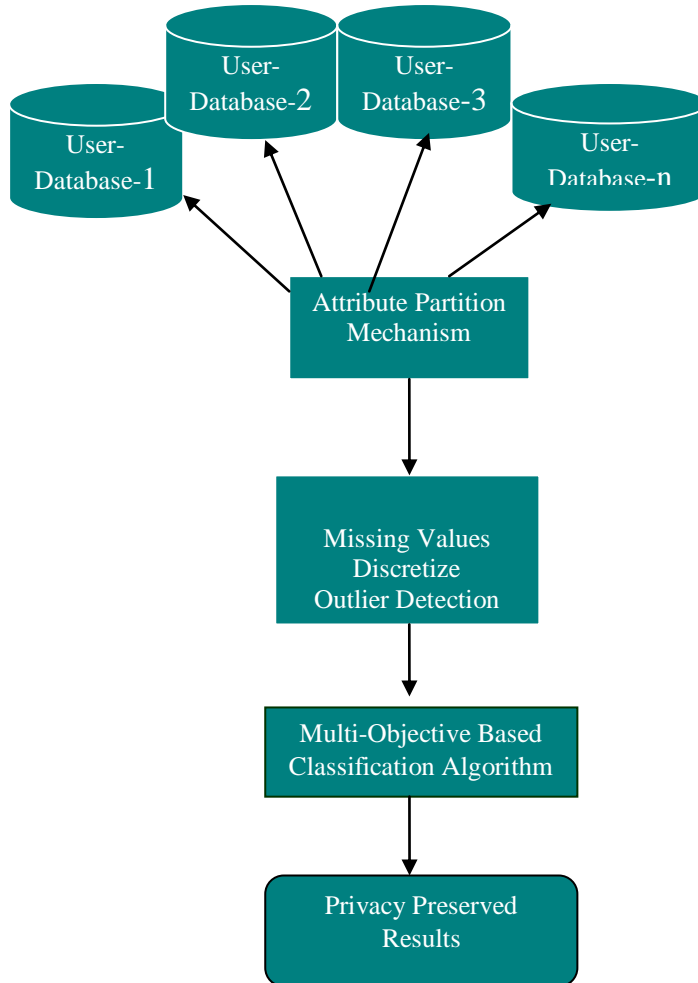 User-
Database-1
User-
Database-2
User-
Database-3
User-
Database-n
Attribute Partition
Mechanism
Missing Values
Discretize
Outlier Detection
Multi-Objective Based
Classification Algorithm
Privacy Preserved
Results